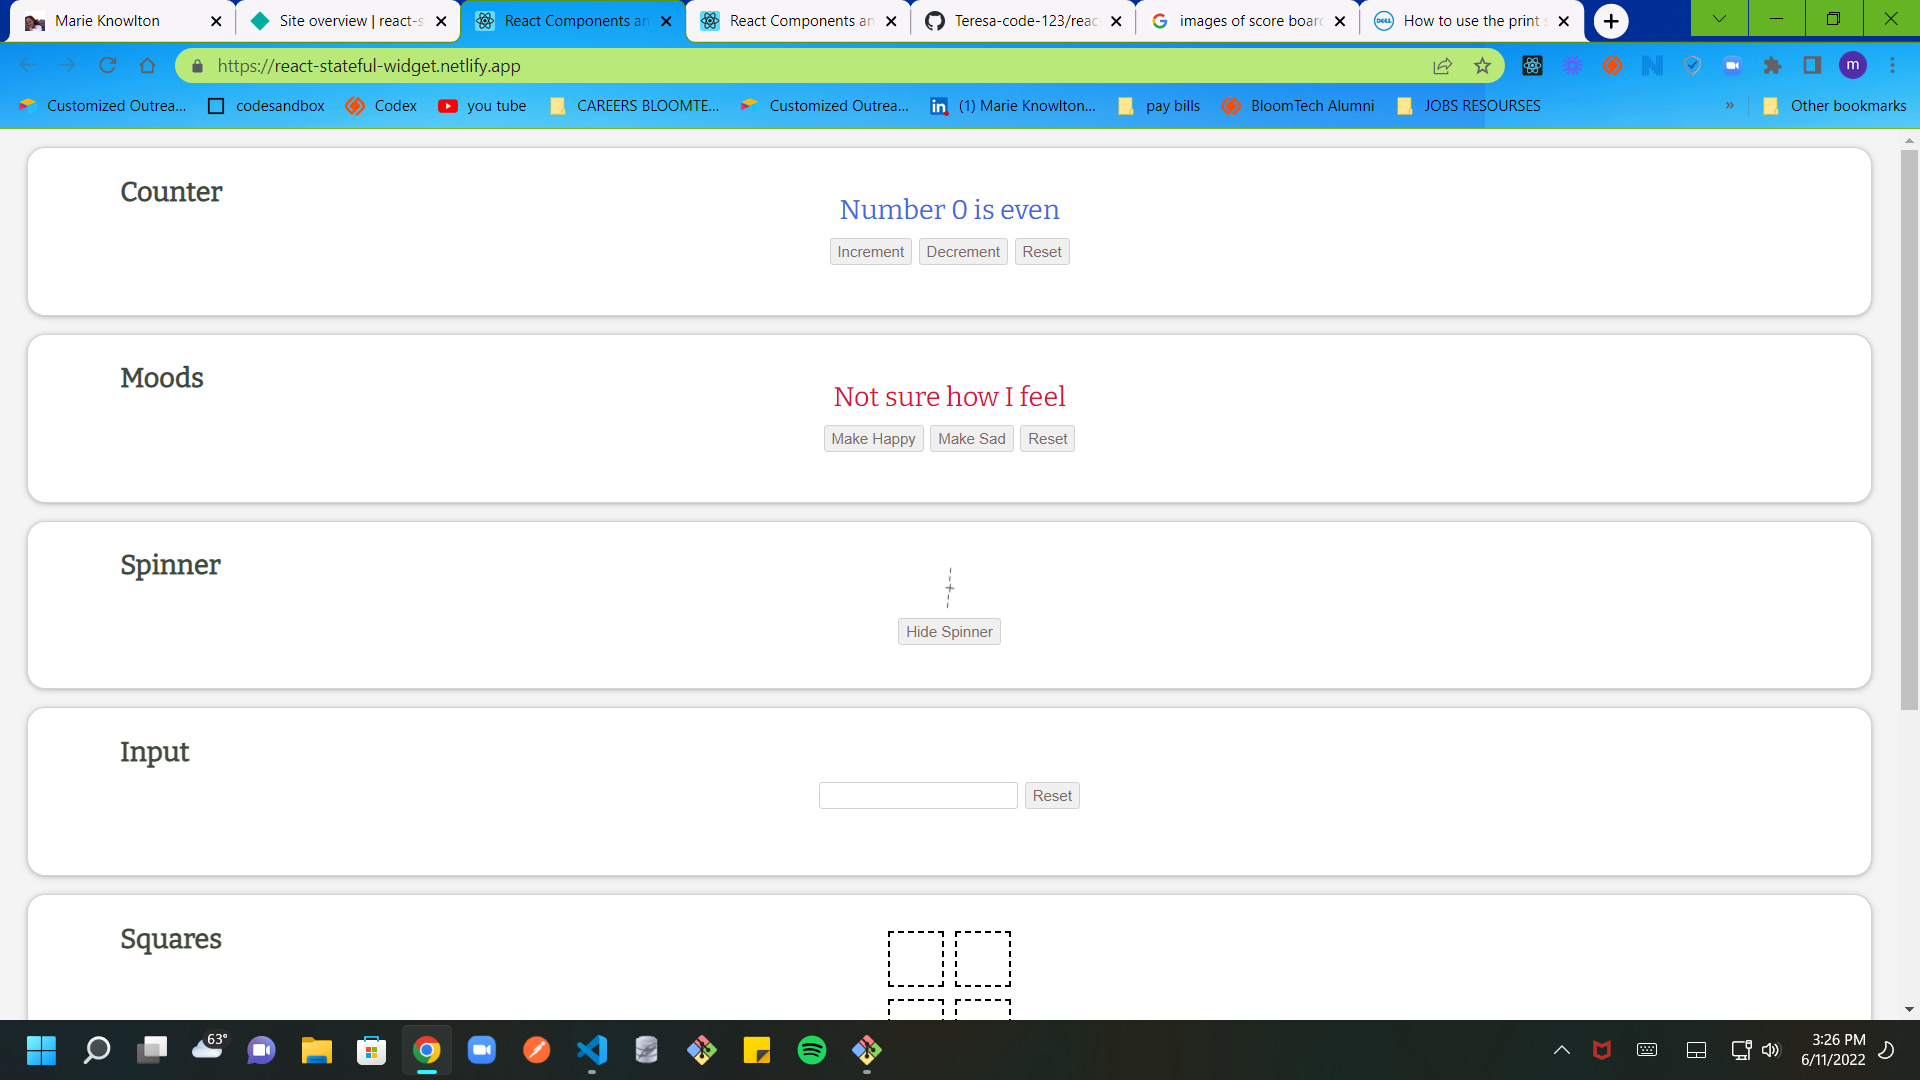 Marie Knowlton
Site overview | react-s
React Components an
React Components an
Teresa-code-123/reac
images of score boar
How to use the print s
https://react-stateful-widget.netlify.app
m
Customized Outrea...
codesandbox
Codex
you tube
CAREERS BLOOMTE...
Customized Outrea...
(1) Marie Knowlton...
pay bills
BloomTech Alumni
JOBS RESOURSES
»
Other bookmarks
Counter
Number 0 is even
Increment Decrement Reset
Moods
Not sure how I feel
Make Happy Make Sad Reset
Spinner
Hide Spinner
Input
Reset
Squares
63°
3:26 PM
6/11/2022